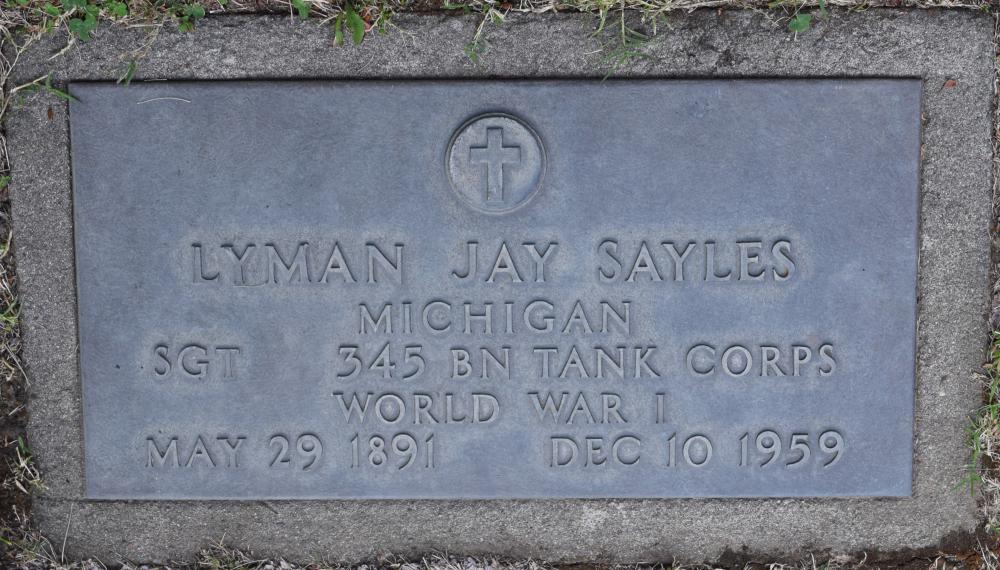 LYMAN JAY SAYLES
MICHIGAN
SGT 345 BN TANK CORPS
WORLD WAR I
MAY 29 1891 DEC 10 1959